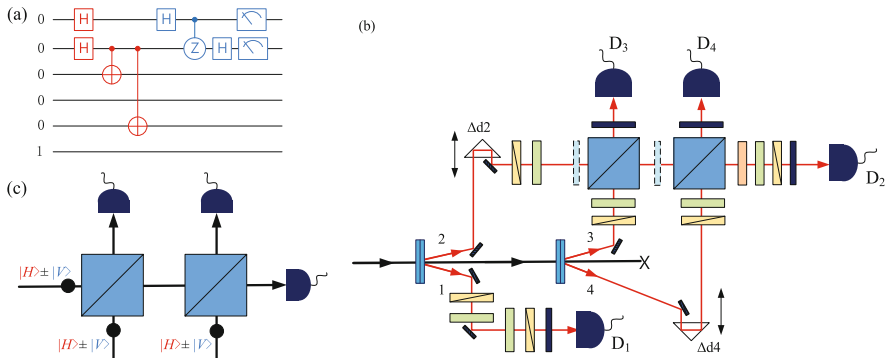 (a)
0 H H
0 H Z H
0
0
0
1
(b)
D₃ D₄
Δd2
D₂
2
3
1
4
X
Δd4
D₁
(c)
|H>± |V>
|H>± |V> |H>± |V>